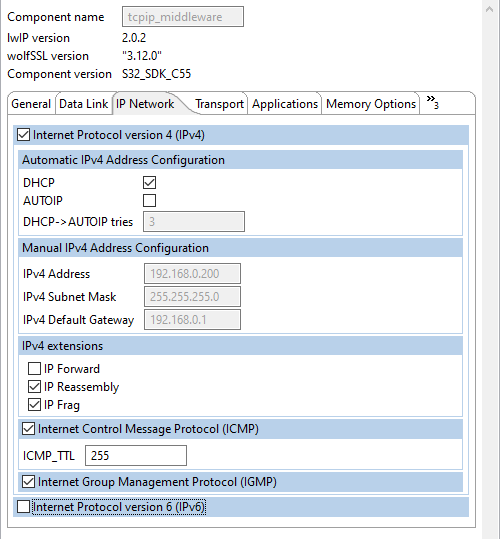 Component name tcpip_middleware
lwIP version 2.0.2
wolfSSL version "3.12.0"
Component version S32_SDK_C55
General Data Link IP Network Transport Applications Memory Options »3
Internet Protocol version 4 (IPv4)
Automatic IPv4 Address Configuration
DHCP
AUTOIP
DHCP->AUTOIP tries 3
Manual IPv4 Address Configuration
IPv4 Address 192.168.0.200
IPv4 Subnet Mask 255.255.255.0
IPv4 Default Gateway 192.168.0.1
IPv4 extensions
IP Forward
IP Reassembly
IP Frag
Internet Control Message Protocol (ICMP)
ICMP_TTL 255
Internet Group Management Protocol (IGMP)
Internet Protocol version 6 (IPv6)